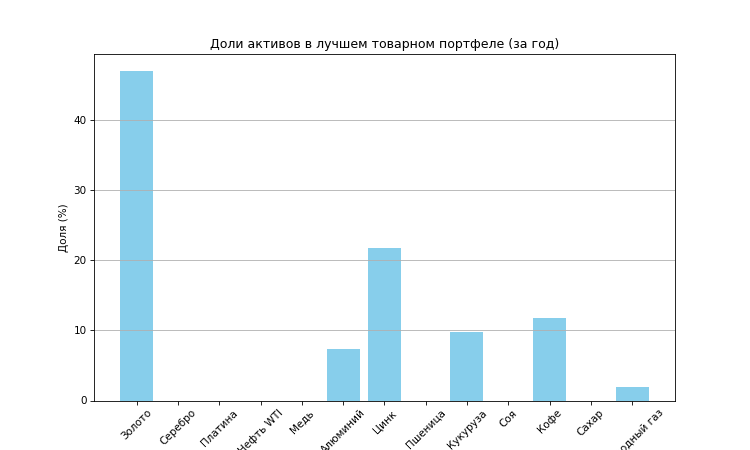 Доли активов в лучшем товарном портфеле (за год)
Доля (%)
40
30
20
10
0
Золото
Серебро
Платина
Нефть WTI
Медь
Алюминий
Цинк
Пшеница
Кукуруза
Соя
Кофе
Сахар
одный газ